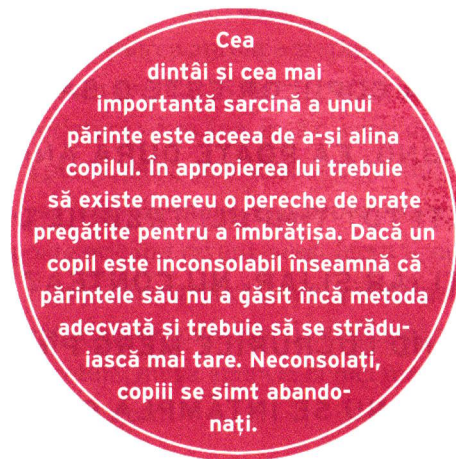 Cea
dintâi și cea mai
importantă sarcină a unui
părinte este aceea de a-și alina
copilul. În apropierea lui trebuie
să existe mereu o pereche de brațe
pregătite pentru a îmbrățișa. Dacă un
copil este inconsolabil înseamnă că
părintele său nu a găsit încă metoda
adecvată și trebuie să se strădu-
iască mai tare. Neconsolați,
copiii se simt abando-
nați.